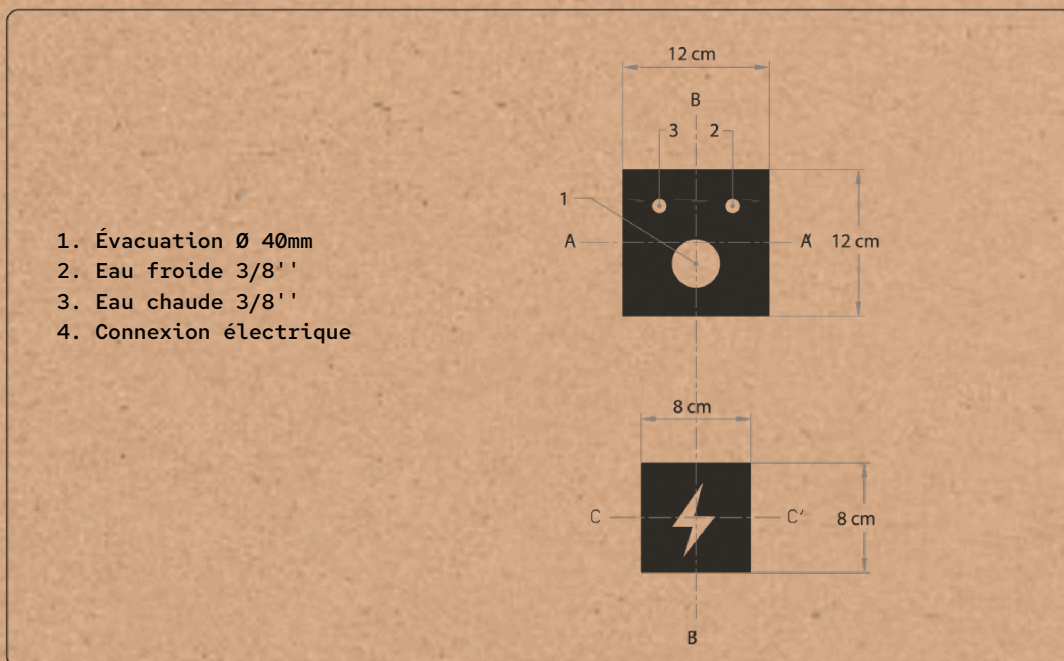 1. Évacuation Ø 40mm
2. Eau froide 3/8''
3. Eau chaude 3/8''
4. Connexion électrique
12 cm
B
3 2
1
A A' 12 cm
8 cm
C C' 8 cm
B'